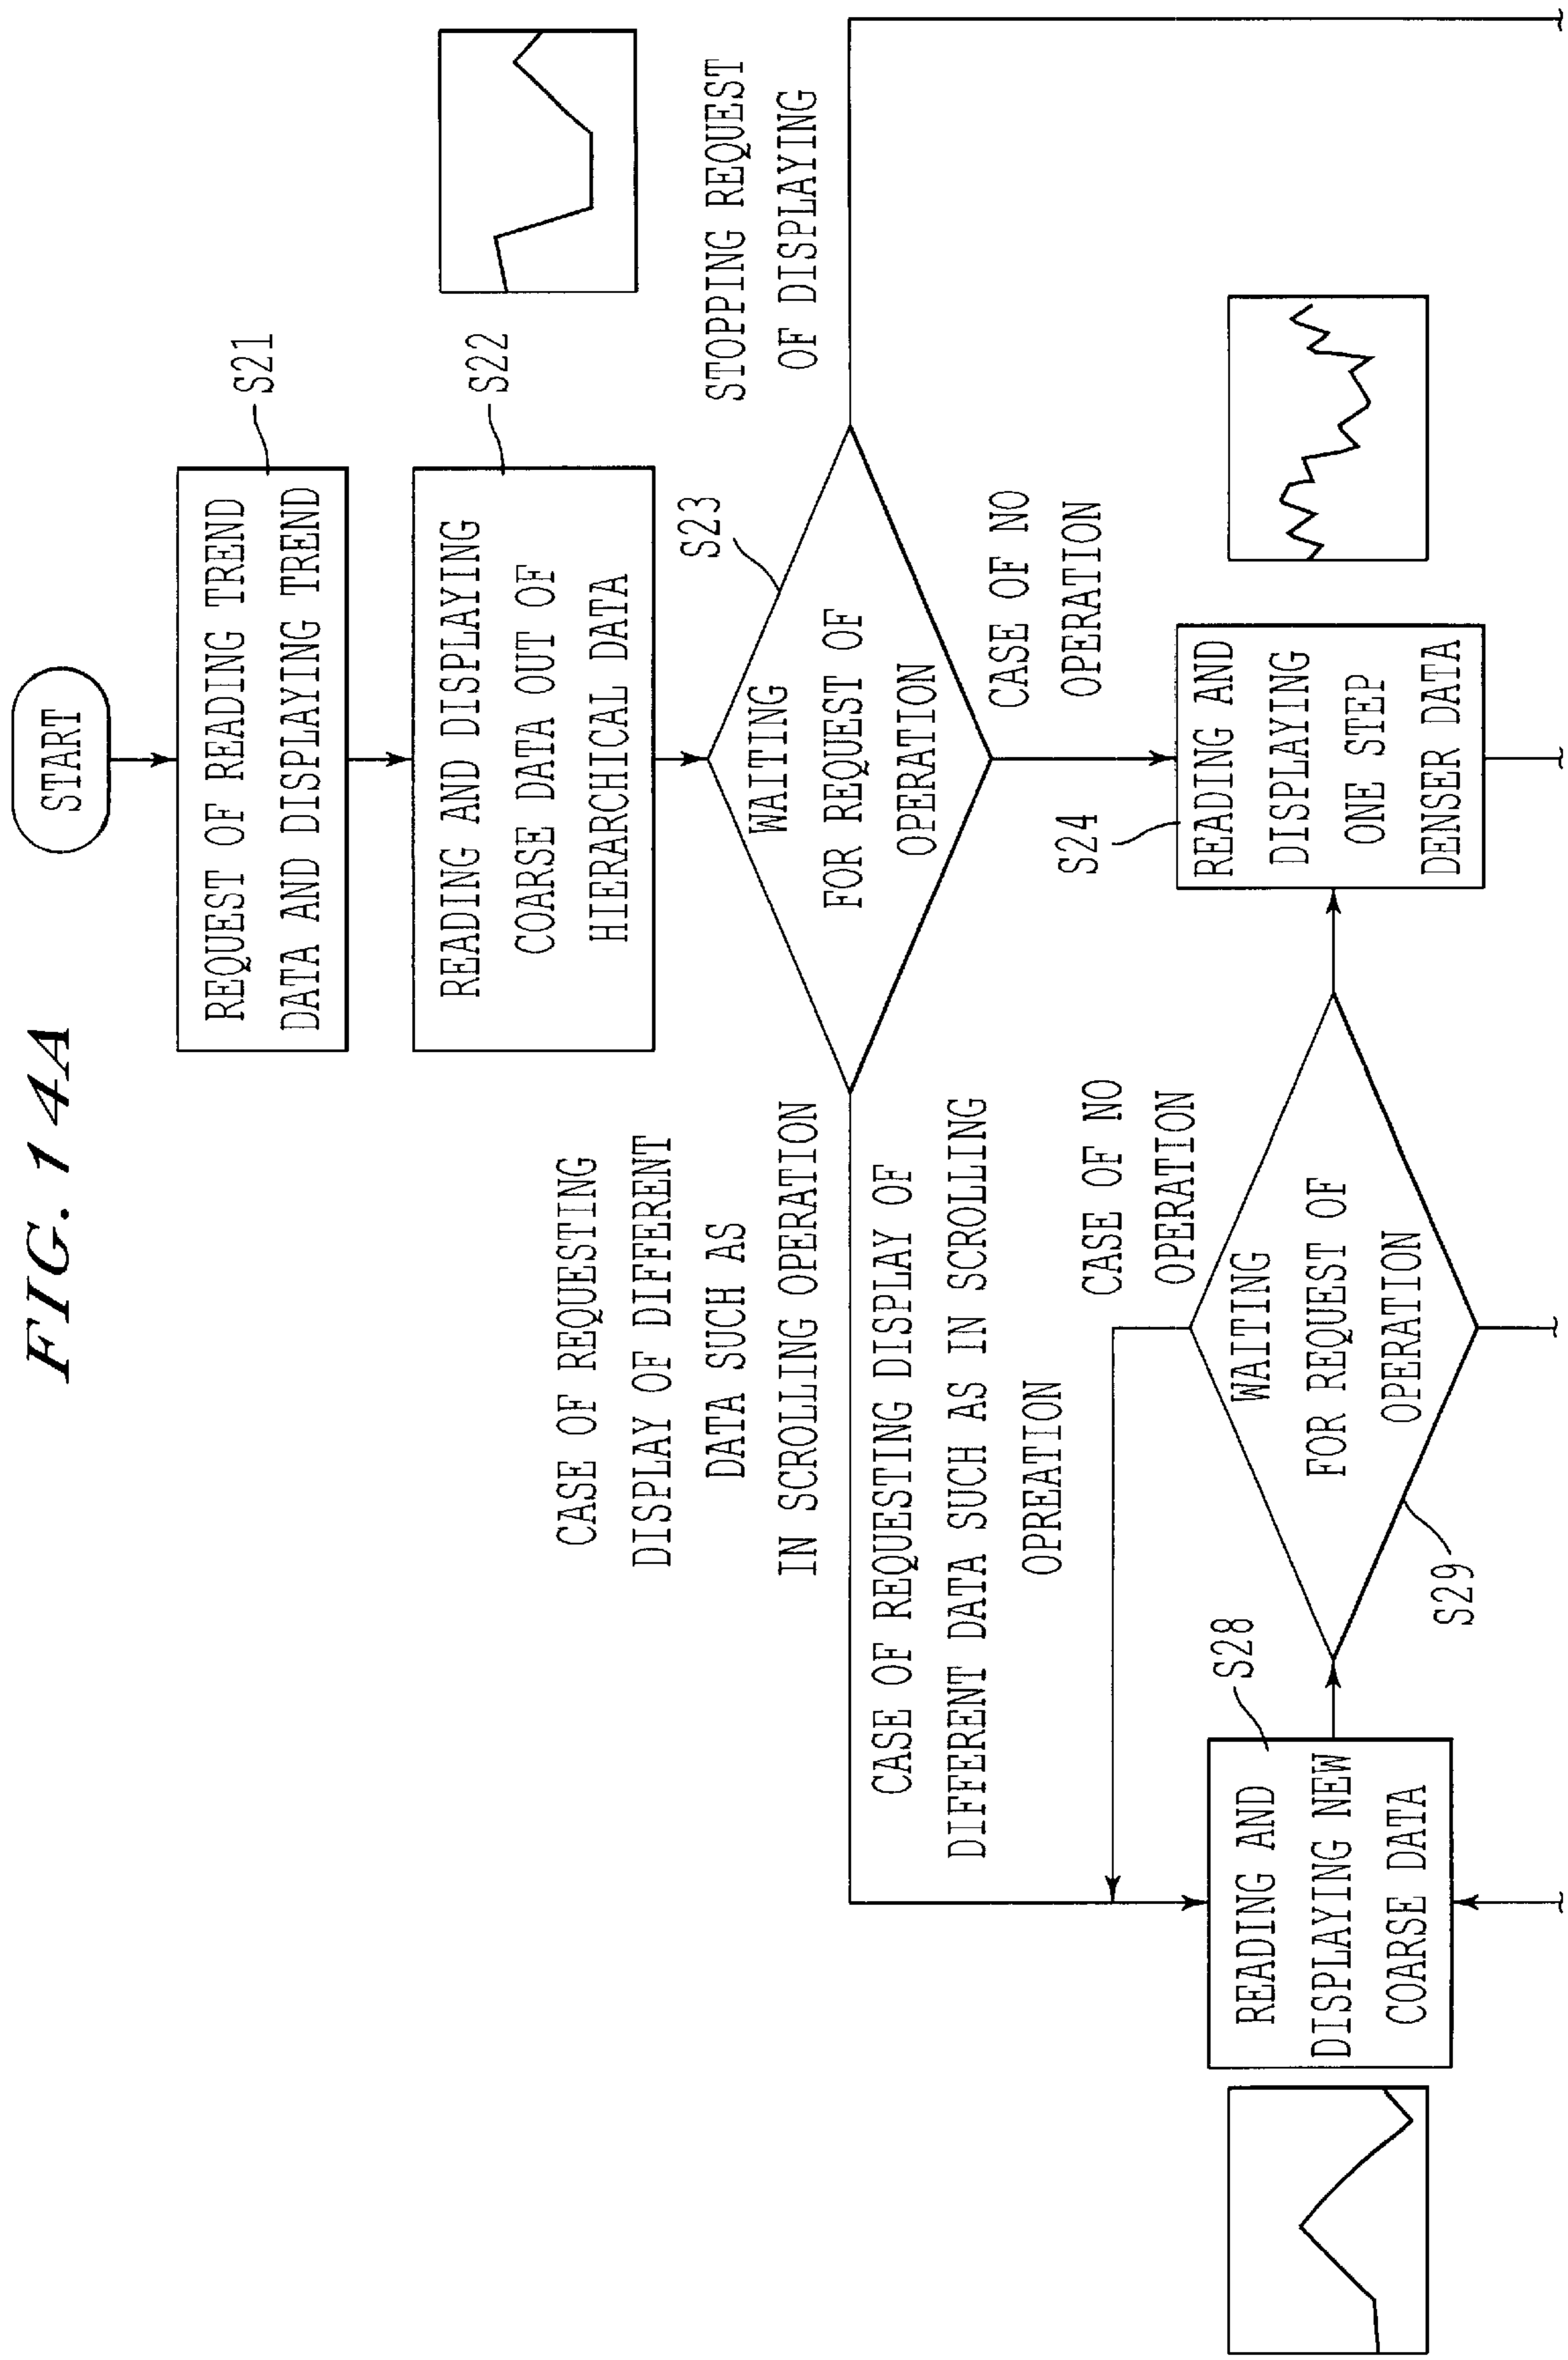 FIG. 14A
START
S21
REQUEST OF READING TREND
DATA AND DISPLAYING TREND
S22
READING AND DISPLAYING
COARSE DATA OUT OF
HIERARCHICAL DATA
S23
WAITING
FOR REQUEST OF
OPERATION
STOPPING REQUEST
OF DISPLAYING
CASE OF REQUESTING
DISPLAY OF DIFFERENT
DATA SUCH AS
IN SCROLLING OPERATION
CASE OF REQUESTING DISPLAY OF
DIFFERENT DATA SUCH AS IN SCROLLING
OPREATION
CASE OF NO
OPERATION
CASE OF NO
OPERATION
S28
READING AND
DISPLAYING NEW
COARSE DATA
WAITING
FOR REQUEST OF
OPERATION
S29
S24
READING AND
DISPLAYING
ONE STEP
DENSER DATA